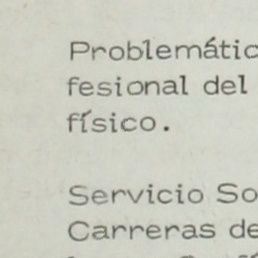 Problemátic
fesional del
físico.
Servicio So
Carreras de